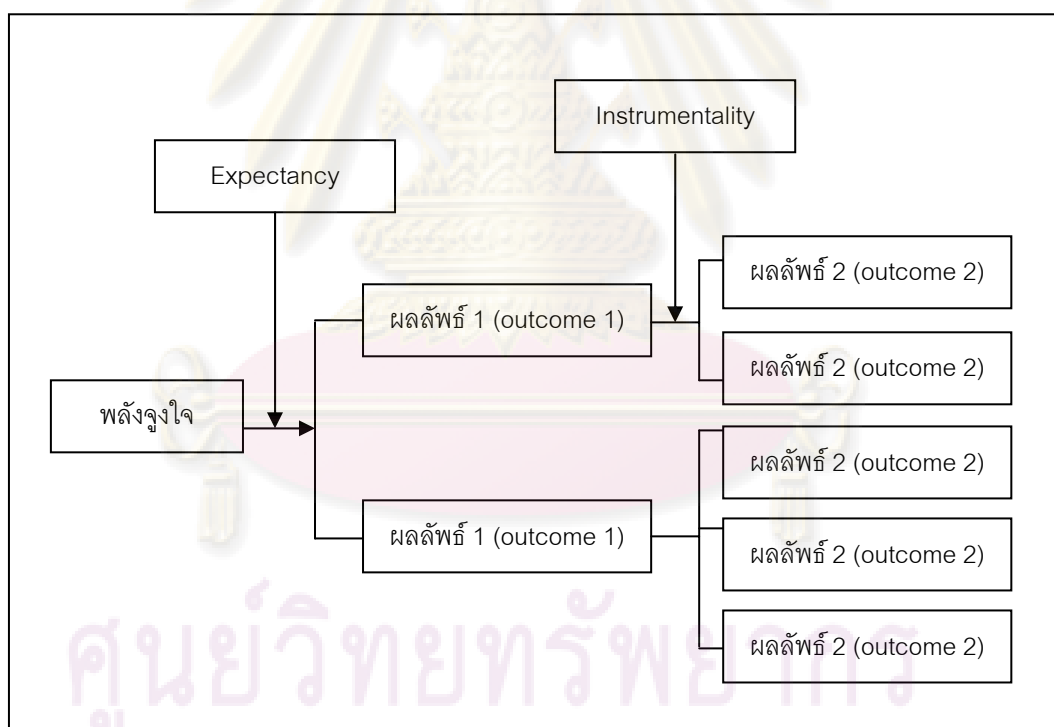 Instrumentality
Expectancy
ผลลัพธ์ 2 (outcome 2)
ผลลัพธ์ 1 (outcome 1)
ผลลัพธ์ 2 (outcome 2)
พลังจูงใจ
ผลลัพธ์ 2 (outcome 2)
ผลลัพธ์ 1 (outcome 1)
ผลลัพธ์ 2 (outcome 2)
ผลลัพธ์ 2 (outcome 2)
ศูนย์วิทยทรัพยากร